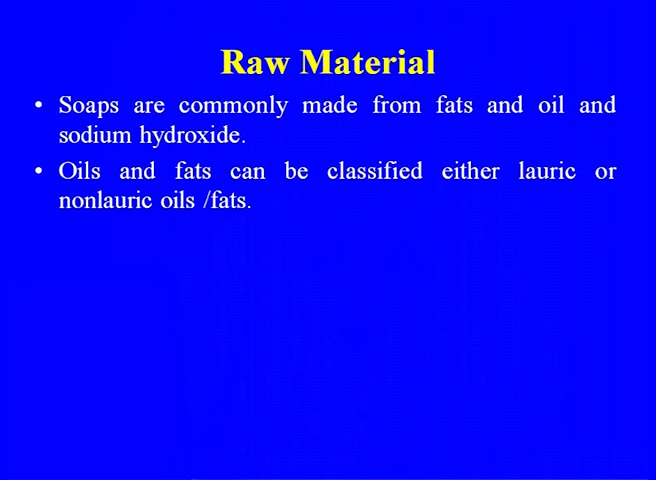 Raw Material
• Soaps are commonly made from fats and oil and
sodium hydroxide.
• Oils and fats can be classified either lauric or
nonlauric oils /fats.